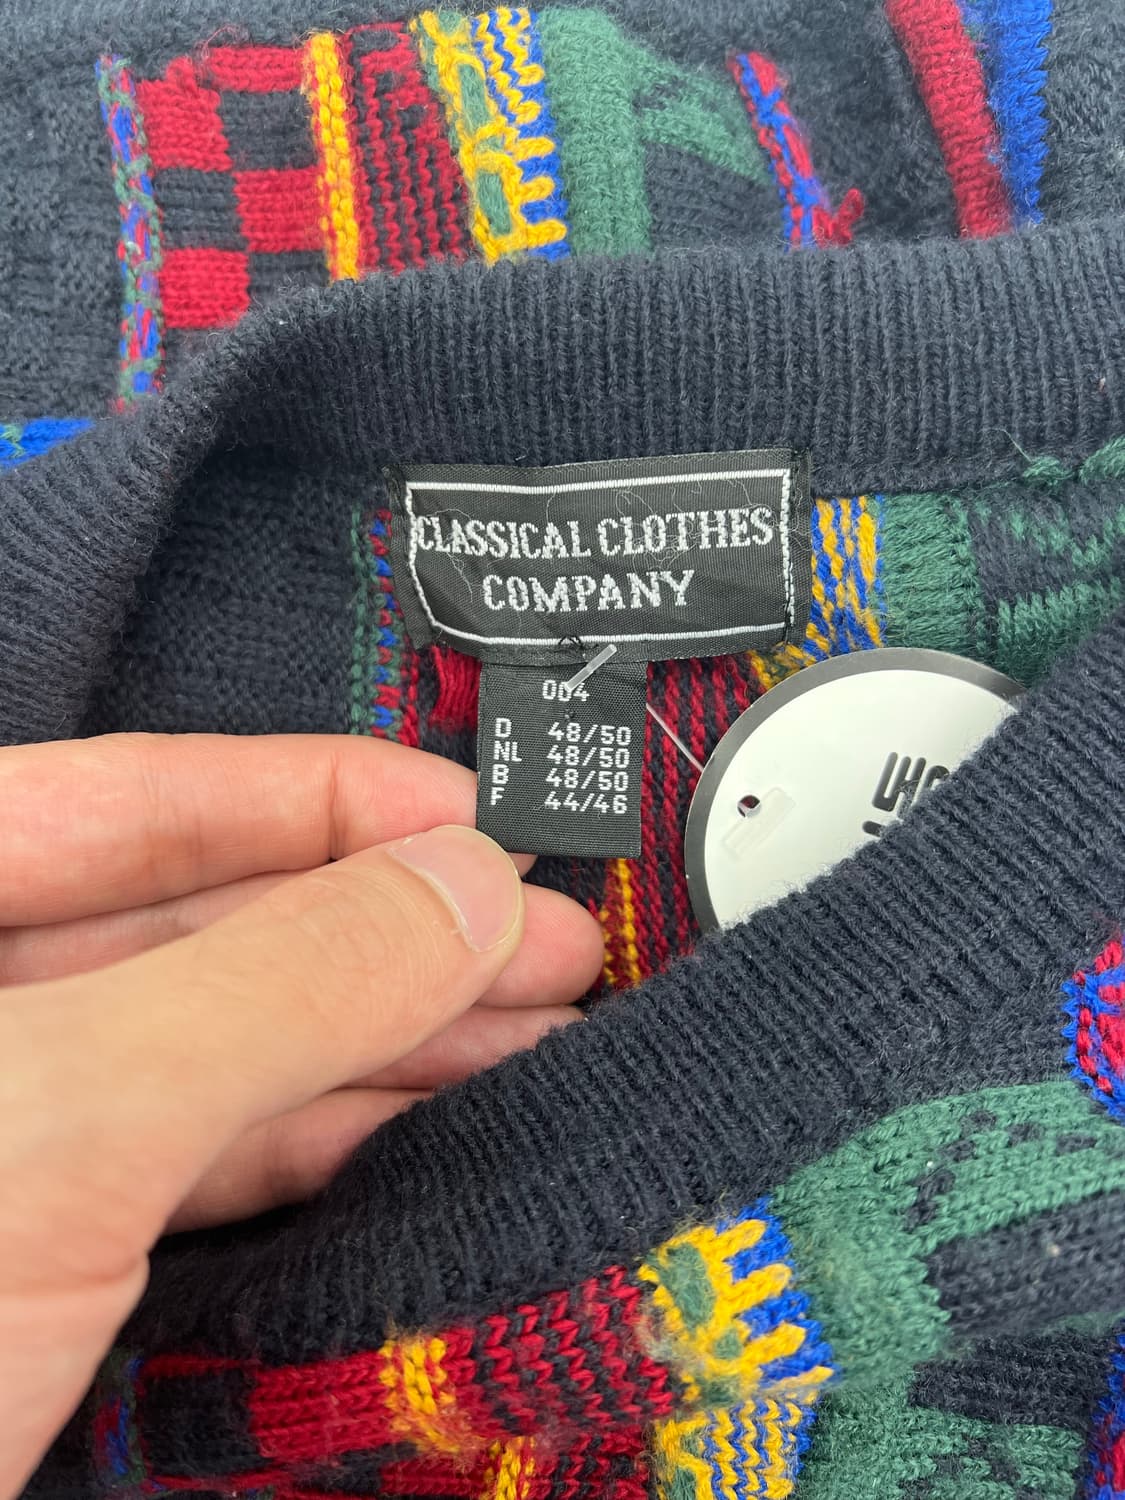 CLASSICAL CLOTHES
COMPANY
004
D 48/50
NL 48/50
B 48/50
F 44/46